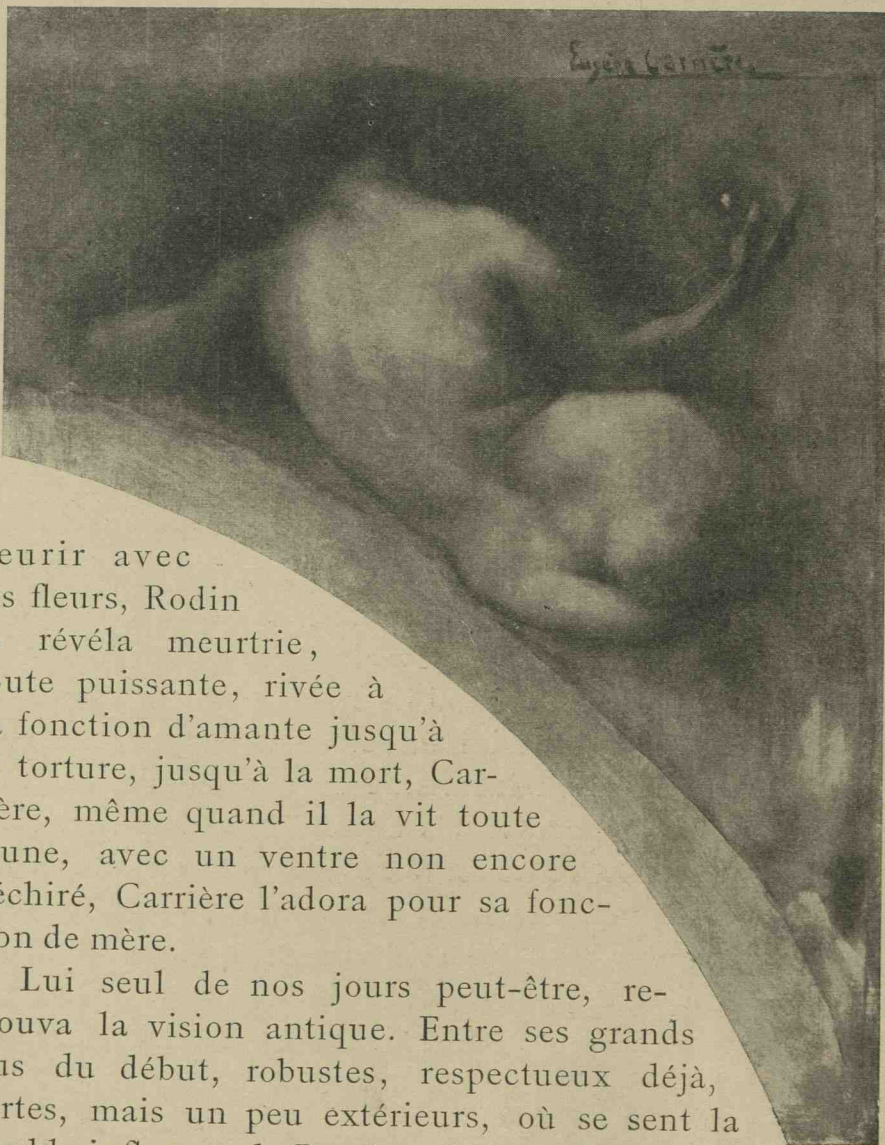 Eugène Carrière
eurir avec
s fleurs, Rodin
révéla meurtrie,
ute puissante, rivée à
fonction d'amante jusqu'à
torture, jusqu'à la mort, Car-
ère, même quand il la vit toute
une, avec un ventre non encore
échiré, Carrière l'adora pour sa fonc-
on de mère.
Lui seul de nos jours peut-être, re-
ouva la vision antique. Entre ses grands
us du début, robustes, respectueux déjà,
rtes, mais un peu extérieurs, où se sent la